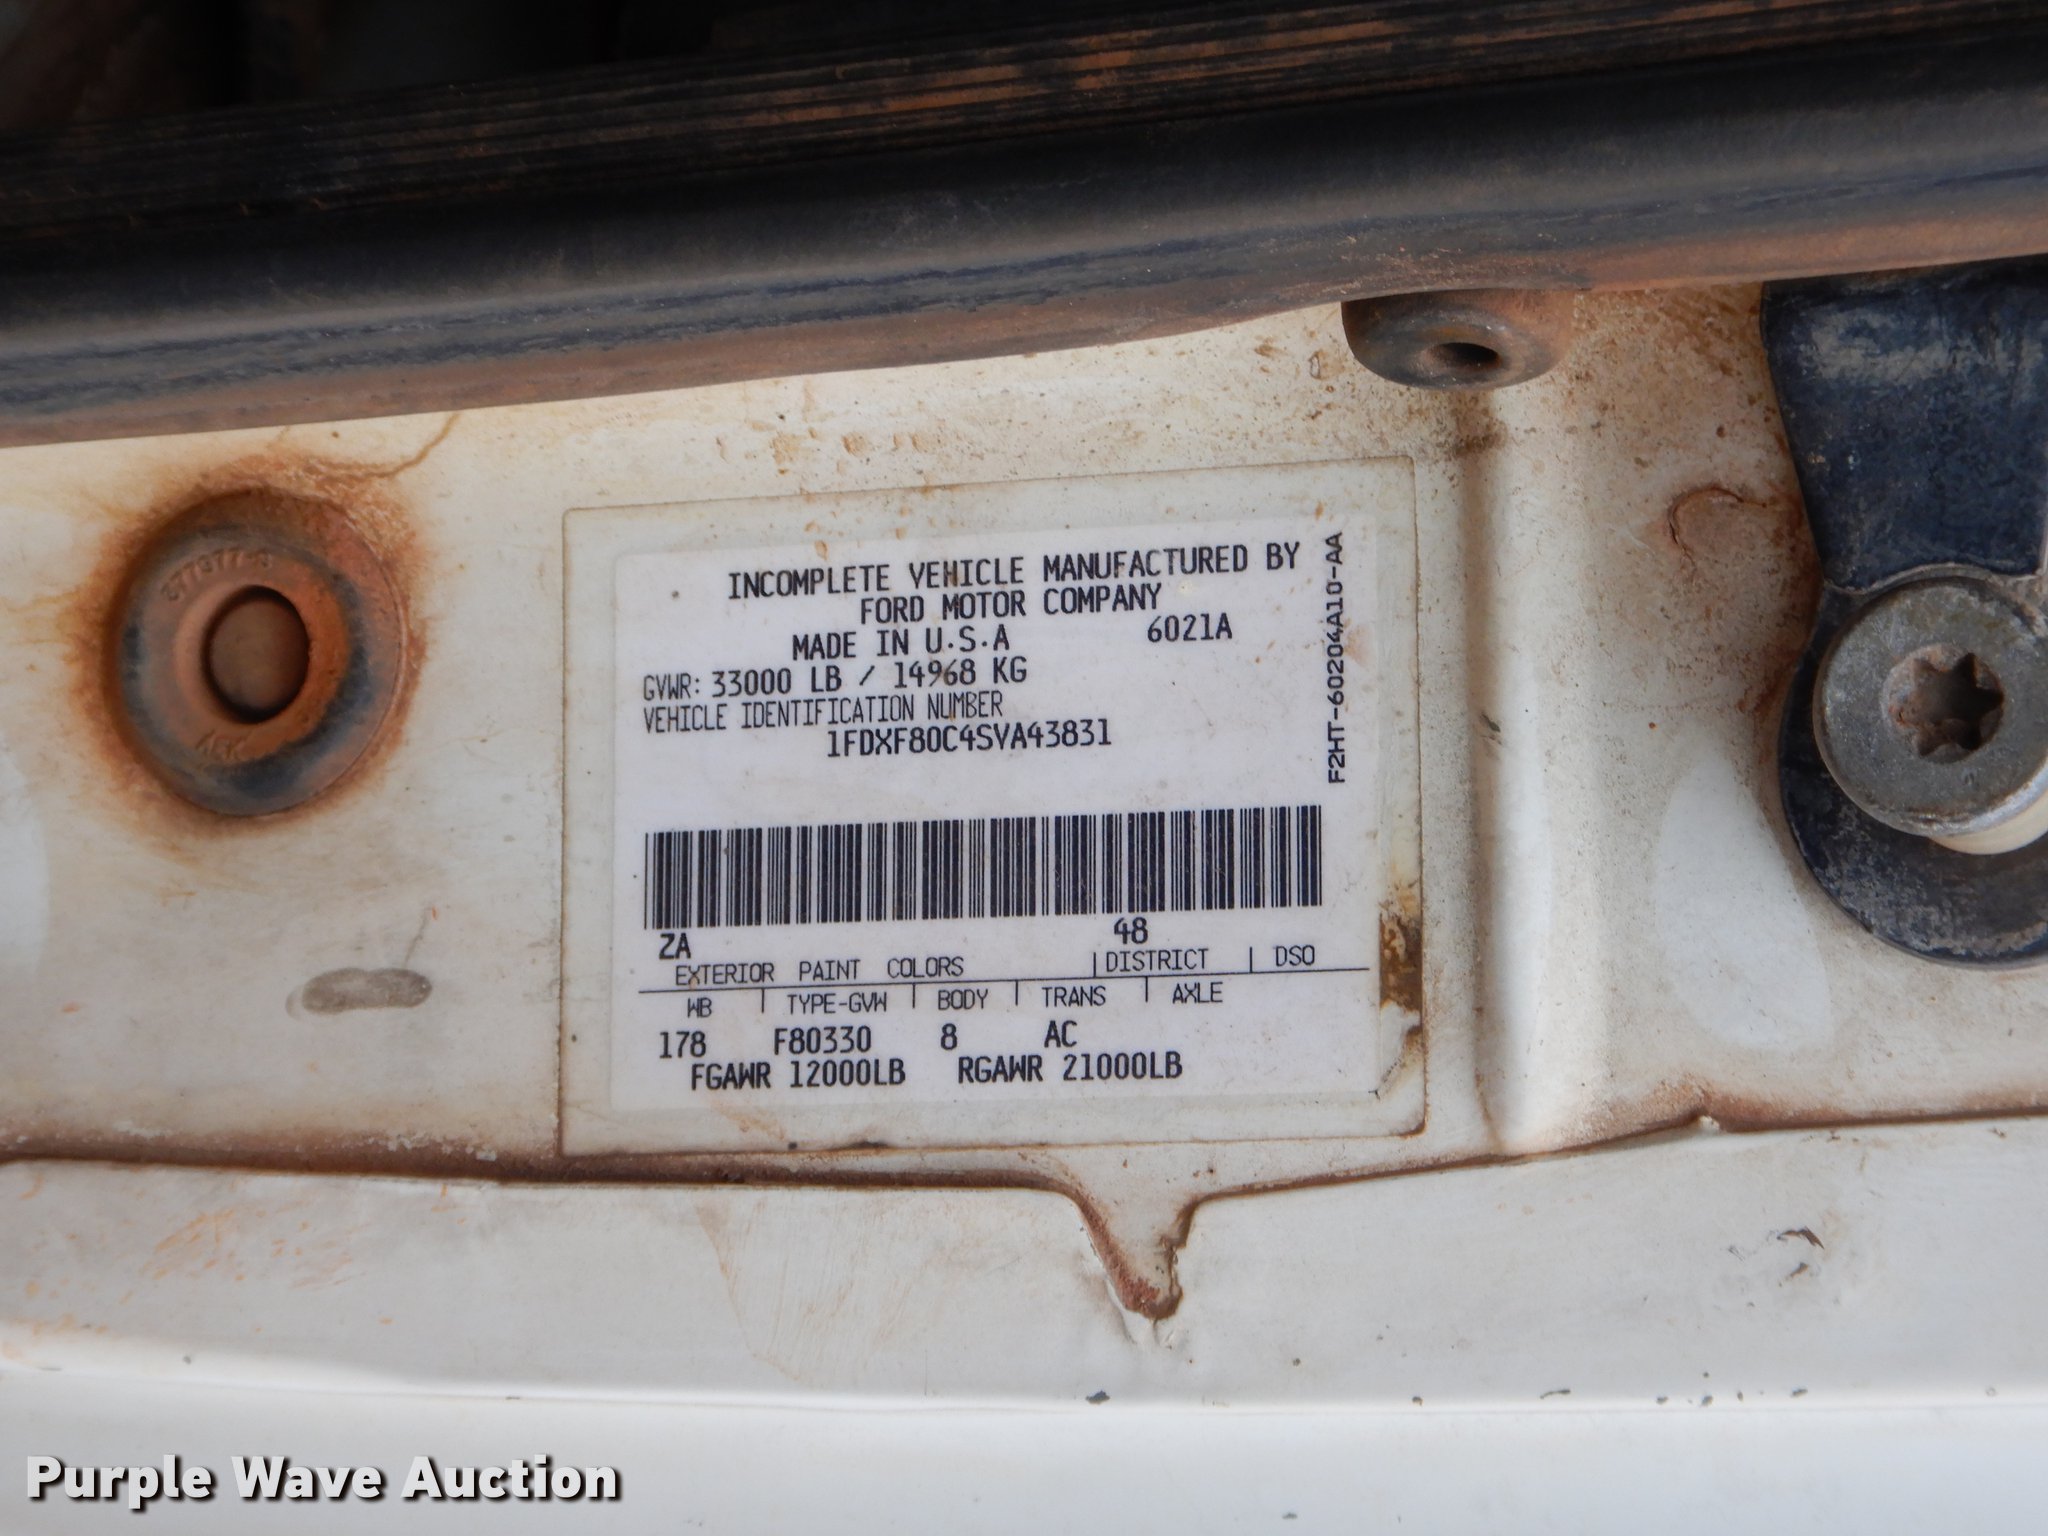 INCOMPLETE VEHICLE MANUFACTURED BY
FORD MOTOR COMPANY
MADE IN U.S.A 6021A
GVWR: 33000 LB / 14968 KG
VEHICLE IDENTIFICATION NUMBER
1FDXF80C4SVA43831
F2HT-60204A10-AA
ZA 48
EXTERIOR PAINT COLORS DISTRICT DSO
WB TYPE-GVW BODY TRANS AXLE
178 F80330 8 AC
FGAWR 12000LB RGAWR 21000LB
Purple Wave Auction